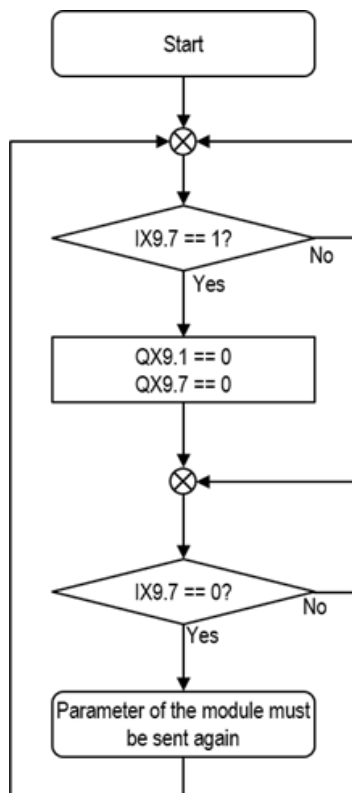 Start
IX9.7 == 1?
No
Yes
QX9.1 == 0
QX9.7 == 0
IX9.7 == 0?
No
Yes
Parameter of the module must
be sent again